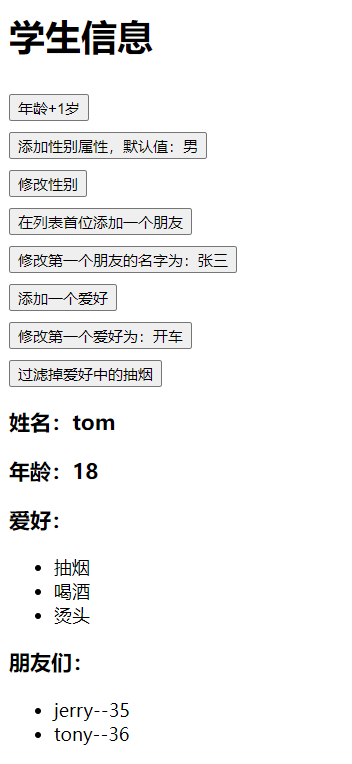 学生信息
年龄+1岁
添加性别属性，默认值：男
修改性别
在列表首位添加一个朋友
修改第一个朋友的名字为：张三
添加一个爱好
修改第一个爱好为：开车
过滤掉爱好中的抽烟
姓名：tom
年龄：18
爱好：
抽烟
喝酒
烫头
朋友们：
jerry--35
tony--36